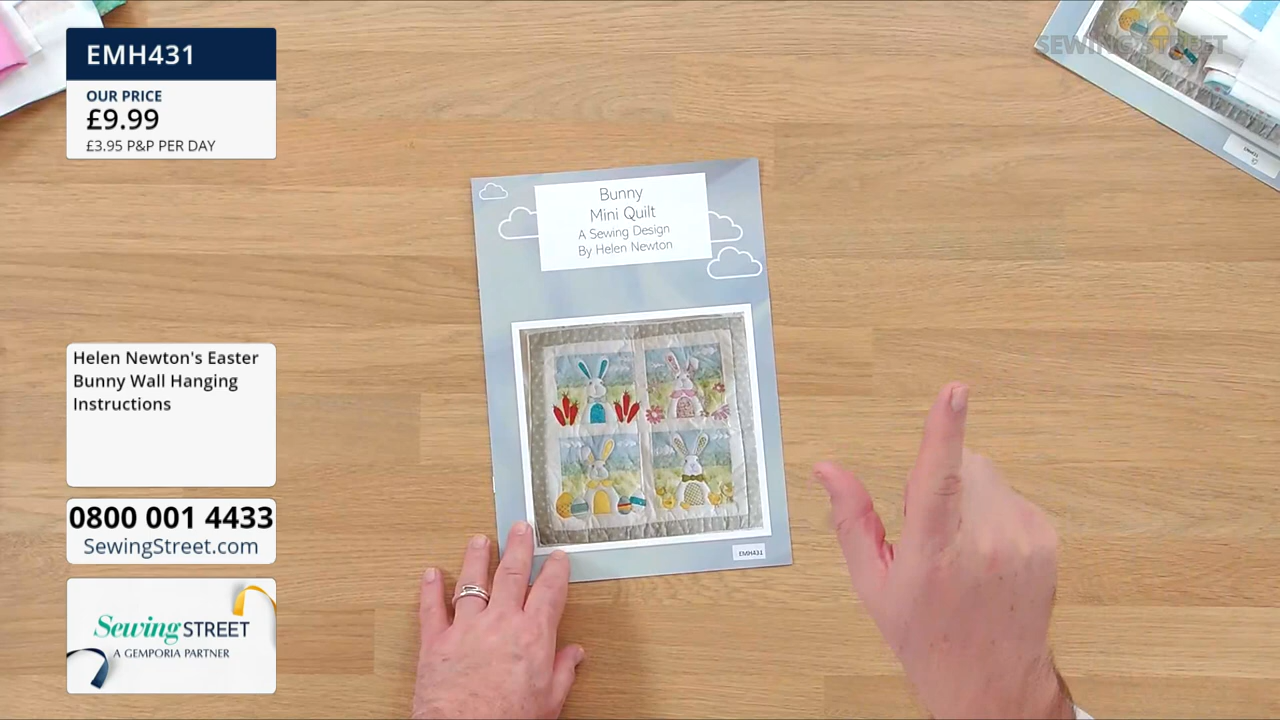 EMH431
OUR PRICE
£9.99
£3.95 P&P PER DAY
SEWING STREET
Bunny
Mini Quilt
A Sewing Design
By Helen Newton
EMH431
Helen Newton's Easter
Bunny Wall Hanging
Instructions
0800 001 4433
SewingStreet.com
Sewing STREET
A GEMPORIA PARTNER